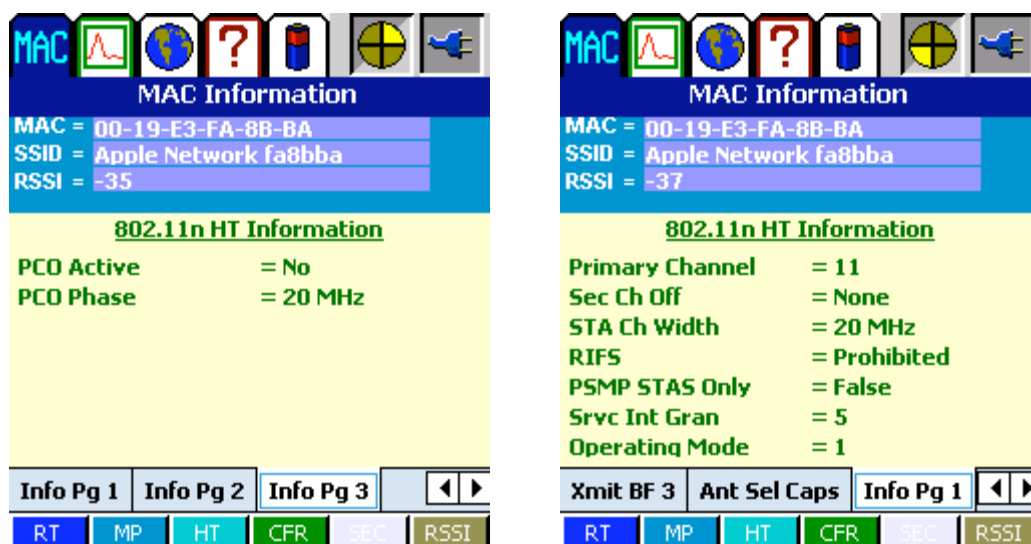 MAC ?
MAC Information
MAC = 00-19-E3-FA-8B-BA
SSID = Apple Network fa8bba
RSSI = -35
802.11n HT Information
PCO Active = No
PCO Phase = 20 MHz
Info Pg 1 Info Pg 2 Info Pg 3
RT MP HT CFR SEC RSSI
MAC ?
MAC Information
MAC = 00-19-E3-FA-8B-BA
SSID = Apple Network fa8bba
RSSI = -37
802.11n HT Information
Primary Channel = 11
Sec Ch Off = None
STA Ch Width = 20 MHz
RIFS = Prohibited
PSMP STAS Only = False
Srvc Int Gran = 5
Operating Mode = 1
Xmit BF 3 Ant Sel Caps Info Pg 1
RT MP HT CFR SEC RSSI